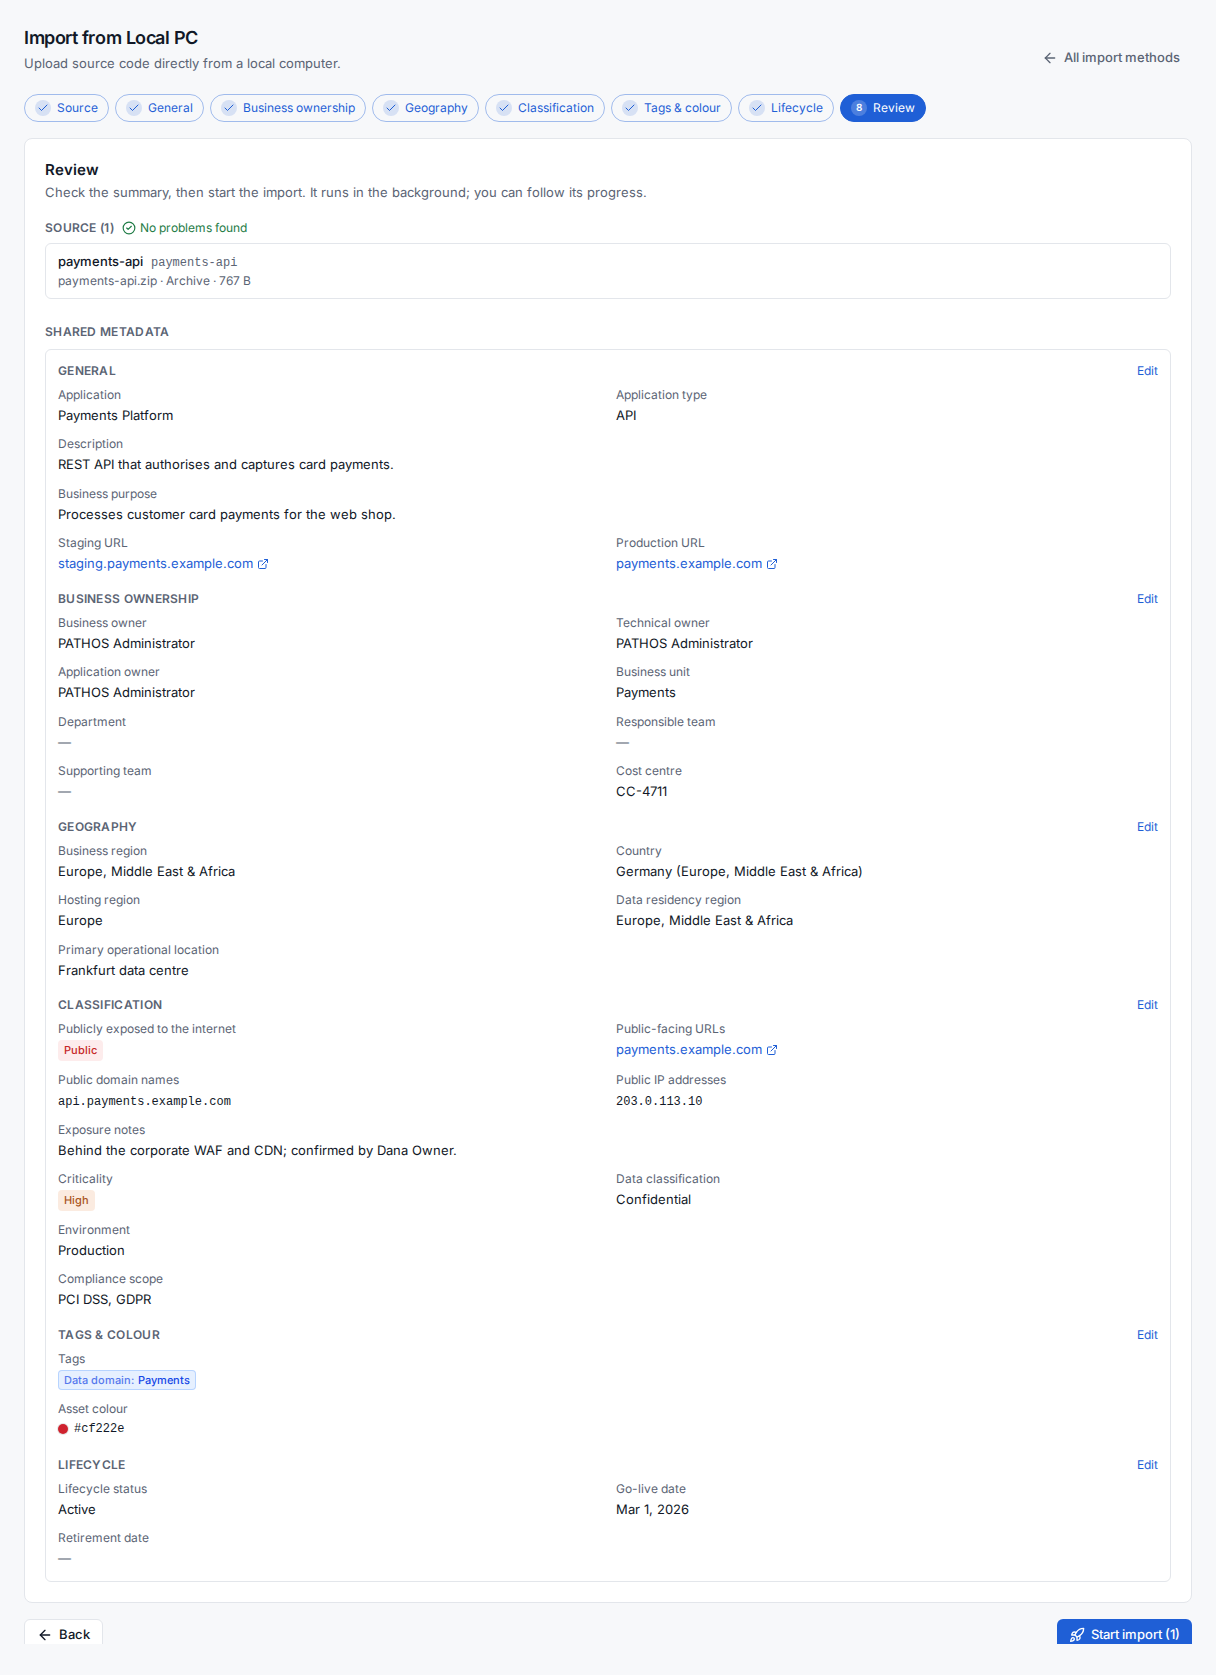 Import from Local PC
Upload source code directly from a local computer.
All import methods
Source
General
Business ownership
Geography
Classification
Tags & colour
Lifecycle
8 Review
Review
Check the summary, then start the import. It runs in the background; you can follow its progress.
SOURCE (1) No problems found
payments-api payments-api
payments-api.zip · Archive · 767 B
SHARED METADATA
GENERAL Edit
Application Application type
Payments Platform API
Description
REST API that authorises and captures card payments.
Business purpose
Processes customer card payments for the web shop.
Staging URL Production URL
staging.payments.example.com payments.example.com
BUSINESS OWNERSHIP Edit
Business owner Technical owner
PATHOS Administrator PATHOS Administrator
Application owner Business unit
PATHOS Administrator Payments
Department Responsible team
— —
Supporting team Cost centre
— CC-4711
GEOGRAPHY Edit
Business region Country
Europe, Middle East & Africa Germany (Europe, Middle East & Africa)
Hosting region Data residency region
Europe Europe, Middle East & Africa
Primary operational location
Frankfurt data centre
CLASSIFICATION Edit
Publicly exposed to the internet Public-facing URLs
Public payments.example.com
Public domain names Public IP addresses
api.payments.example.com 203.0.113.10
Exposure notes
Behind the corporate WAF and CDN; confirmed by Dana Owner.
Criticality Data classification
High Confidential
Environment
Production
Compliance scope
PCI DSS, GDPR
TAGS & COLOUR Edit
Tags
Data domain: Payments
Asset colour
#cf222e
LIFECYCLE Edit
Lifecycle status Go-live date
Active Mar 1, 2026
Retirement date
—
Back Start import (1)